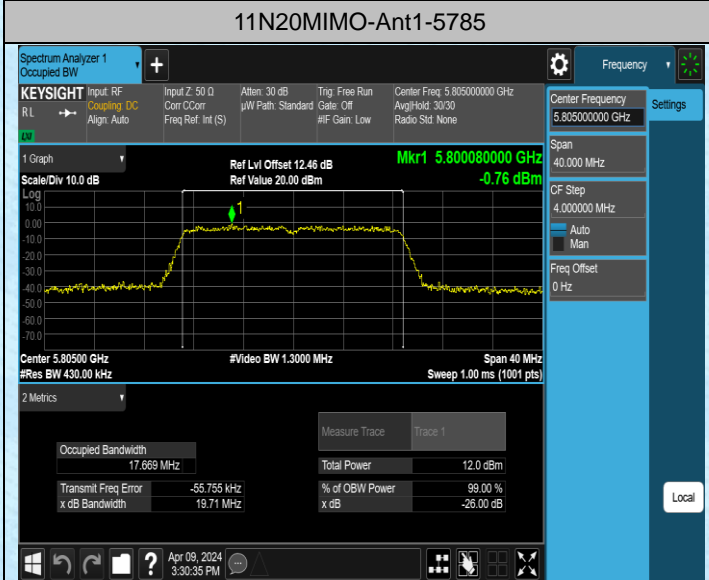 11N20MIMO-Ant1-5785
Spectrum Analyzer 1
Occupied BW
Frequency
KEYSIGHT
RL
LXI
Input: RF
Coupling: DC
Align: Auto
Input Z: 50 Ω
Corr CCorr
Freq Ref: Int (S)
Atten: 30 dB
µW Path: Standard
Trig: Free Run
Gate: Off
#IF Gain: Low
Center Freq: 5.805000000 GHz
Avg|Hold: 30/30
Radio Std: None
Center Frequency
5.805000000 GHz
Settings
Span
40.000 MHz
CF Step
4.000000 MHz
Auto
Man
Freq Offset
0 Hz
1 Graph
Scale/Div 10.0 dB
Ref Lvl Offset 12.46 dB
Ref Value 20.00 dBm
Mkr1 5.800080000 GHz
-0.76 dBm
Log
10.0
0.00
-10.0
-20.0
-30.0
-40.0
-50.0
-60.0
-70.0
1
Center 5.80500 GHz
#Res BW 430.00 kHz
#Video BW 1.3000 MHz
Span 40 MHz
Sweep 1.00 ms (1001 pts)
2 Metrics
Measure Trace Trace 1
Occupied Bandwidth
17.669 MHz
Total Power 12.0 dBm
Transmit Freq Error -55.755 kHz
% of OBW Power 99.00 %
x dB Bandwidth 19.71 MHz
x dB -26.00 dB
Local
?
Apr 09, 2024
3:30:35 PM